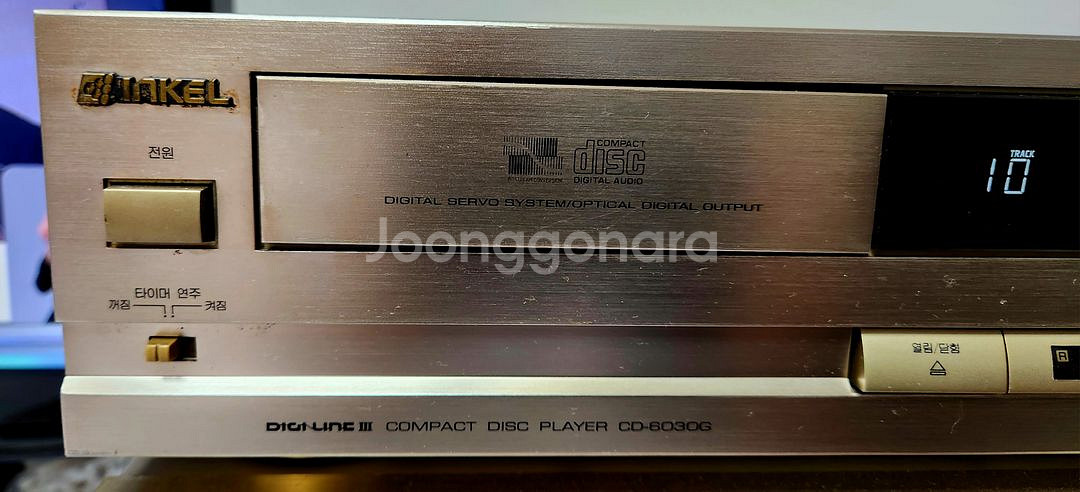 INKEL
전원
COMPACT
disc
DIGITAL AUDIO
DIGITAL SERVO SYSTEM/OPTICAL DIGITAL OUTPUT
TRACK
10
Joonggonara
타이머 연주
꺼짐 켜짐
열림/닫힘
R
DIGI-LINE III COMPACT DISC PLAYER CD-6030G